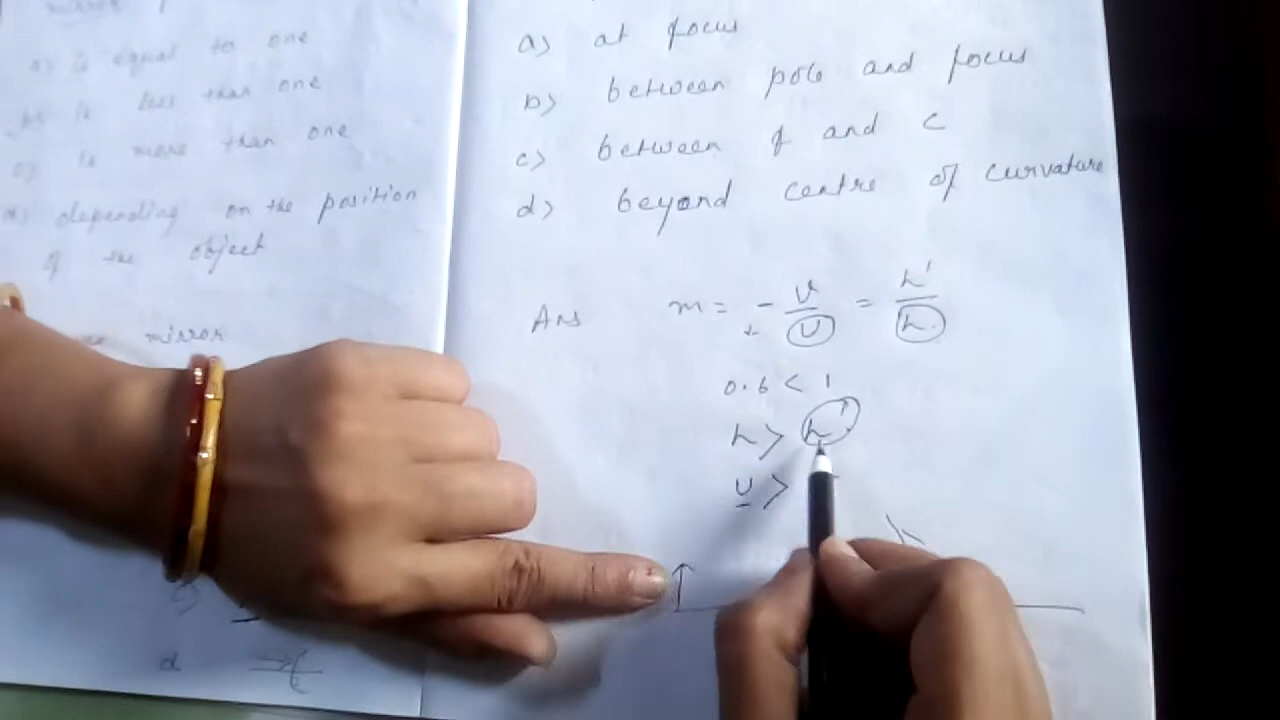 mirror
a) is equal to one
b) is less than one
c) is more than one
d) depending on the position
of the object
mirror
d
a) at focus
b) between pole and focus
c) between f and c
d) beyond centre of curvature
Ans m = - v/u = h'/h
0.6 < 1
h > h'
u >